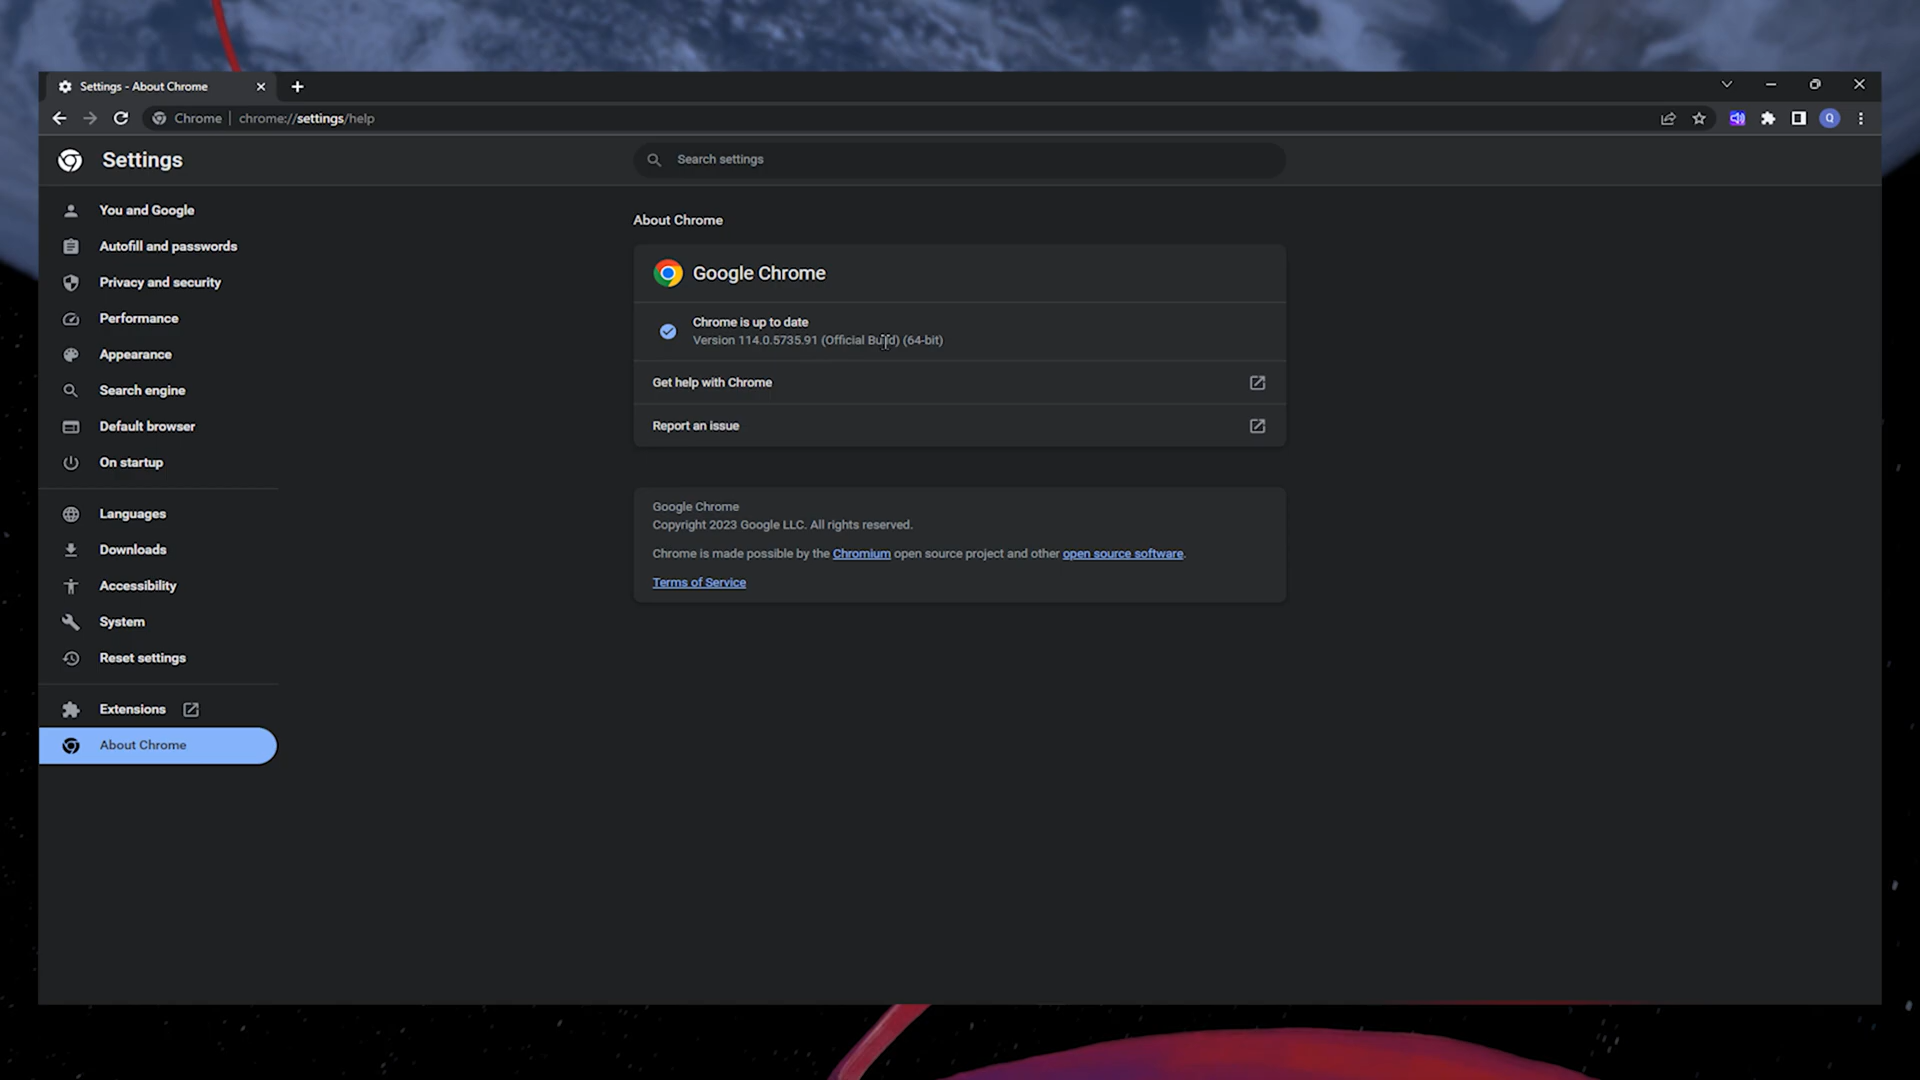 Settings - About Chrome
Chrome | chrome://settings/help
Q
Settings
Search settings
You and Google
Autofill and passwords
Privacy and security
Performance
Appearance
Search engine
Default browser
On startup
Languages
Downloads
Accessibility
System
Reset settings
Extensions
About Chrome
About Chrome
Google Chrome
Chrome is up to date
Version 114.0.5735.91 (Official Build) (64-bit)
Get help with Chrome
Report an issue
Google Chrome
Copyright 2023 Google LLC. All rights reserved.
Chrome is made possible by the Chromium open source project and other open source software.
Terms of Service